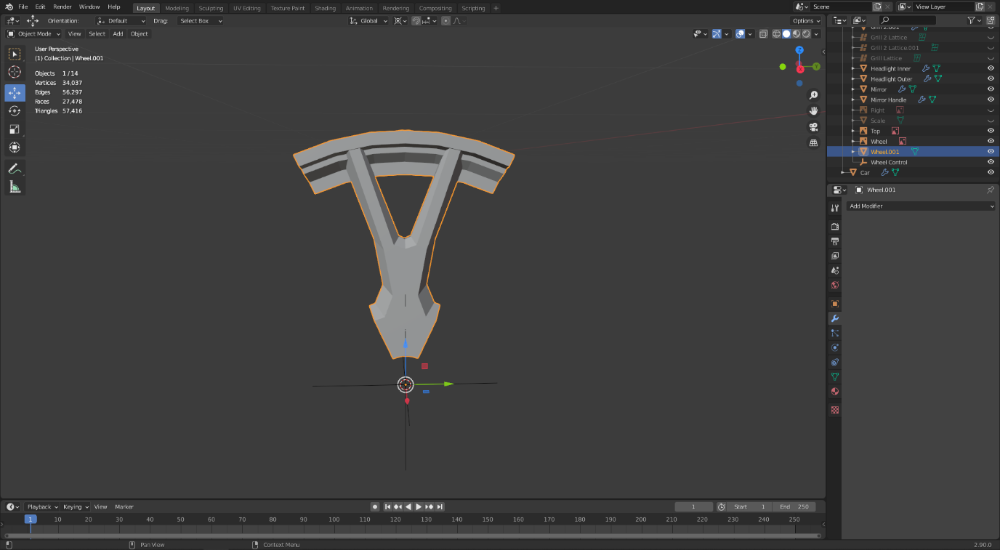 File Edit Render Window Help Layout Modeling Sculpting UV Editing Texture Paint Shading Animation Rendering Compositing Scripting + Scene View Layer
Orientation: Default Drag: Select Box Global Options
Object Mode View Select Add Object
User Perspective
(1) Collection | Wheel.001
Objects 1/14
Vertices 34,037
Edges 56,297
Faces 27,478
Triangles 57,416
Z
Y
X
Grill 2.001
Grill 2 Lattice
Grill 2 Lattice.001
Grill Lattice
Headlight Inner
Headlight Outer
Mirror
Mirror Handle
Right
Scale
Top
Wheel
Wheel.001
Wheel Control
Car
Wheel.001
Add Modifier
Playback Keying View Marker 1 Start 1 End 250
1 10 20 30 40 50 60 70 80 90 100 110 120 130 140 150 160 170 180 190 200 210 220 230 240 250
Pan View Context Menu 2.90.0